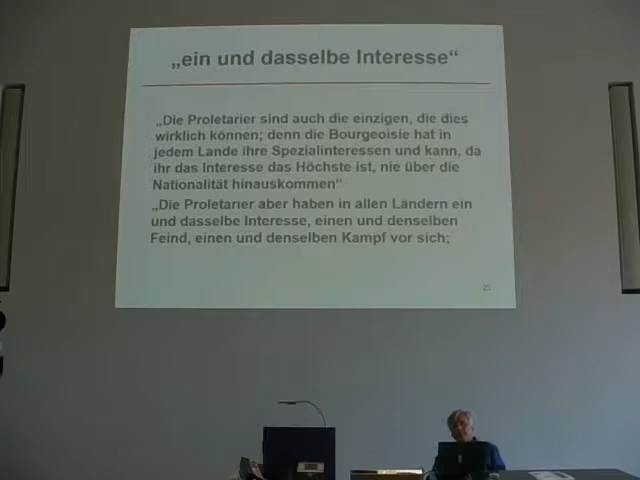 „ein und dasselbe Interesse“
„Die Proletarier sind auch die einzigen, die dies
wirklich können; denn die Bourgeoisie hat in
jedem Lande ihre Spezialinteressen und kann, da
ihr das Interesse das Höchste ist, nie über die
Nationalität hinauskommen“
„Die Proletarier aber haben in allen Ländern ein
und dasselbe Interesse, einen und denselben
Feind, einen und denselben Kampf vor sich;